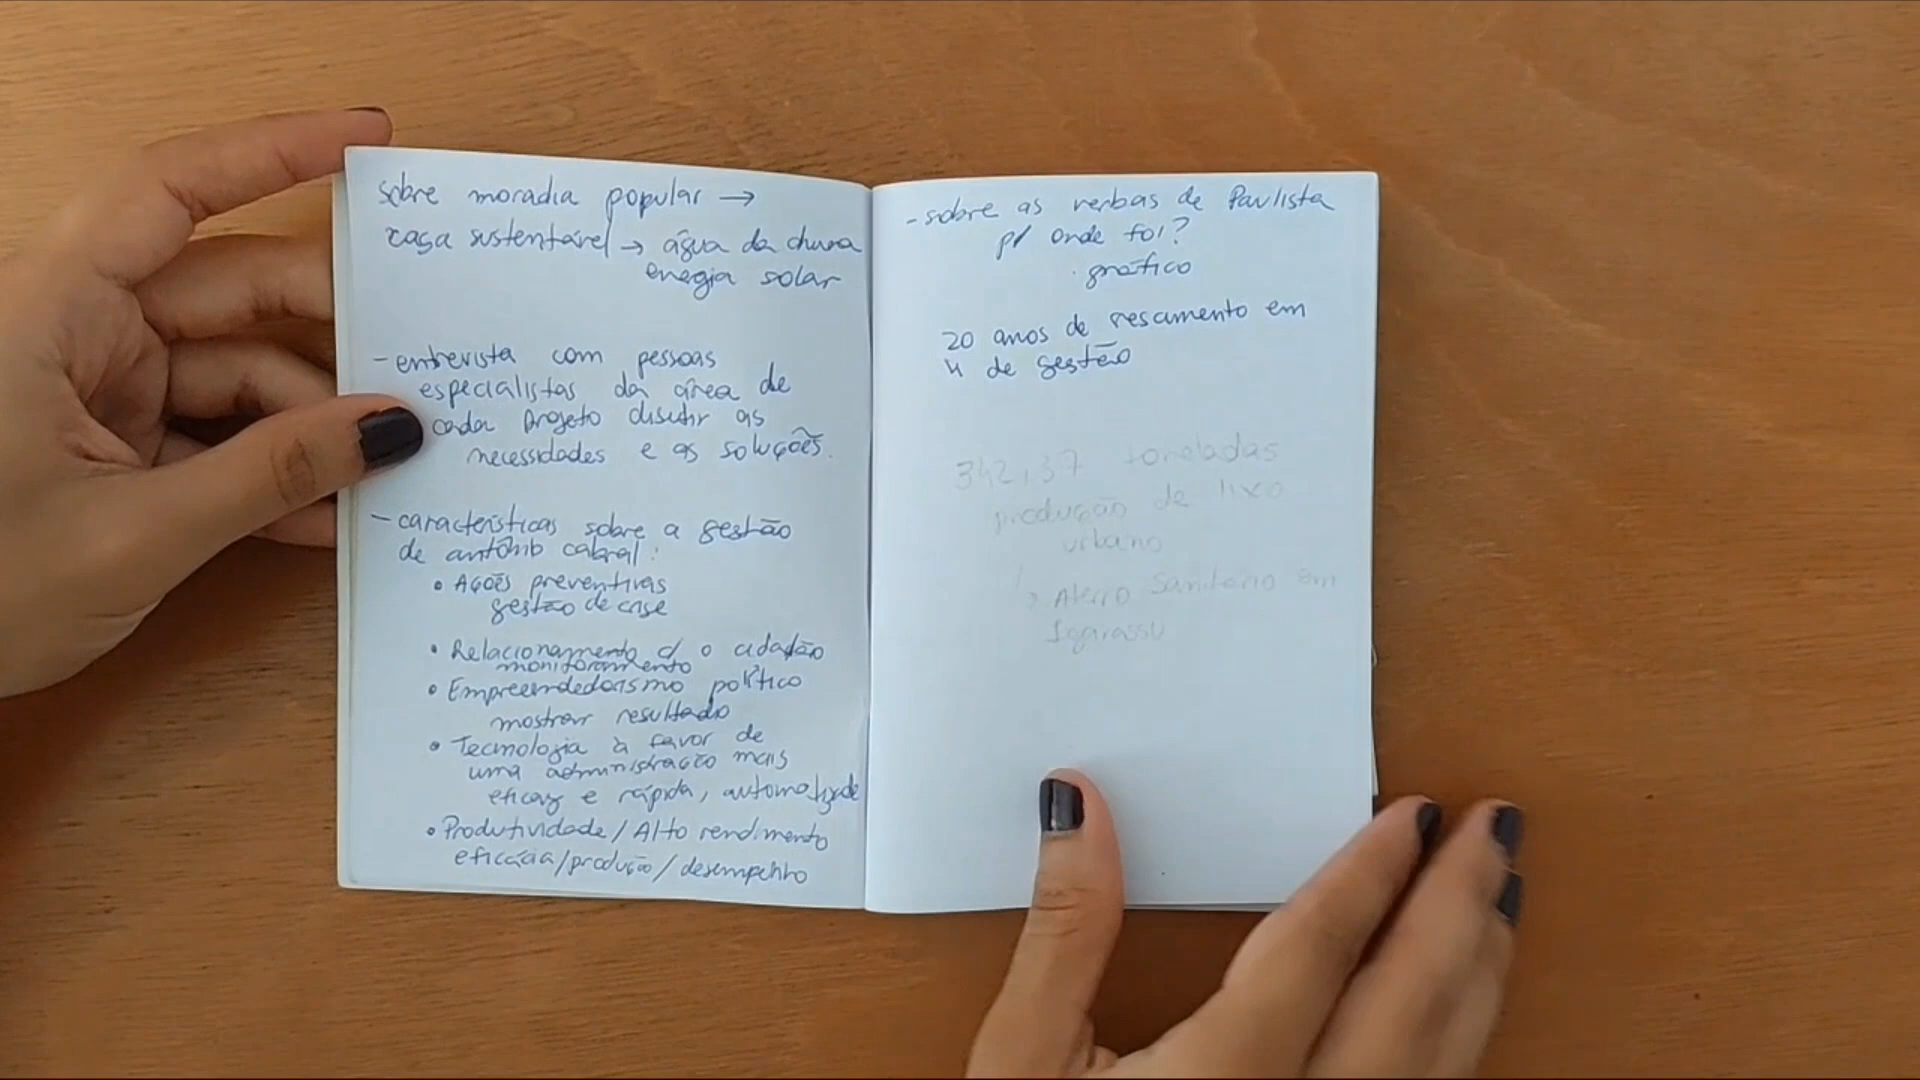 sobre moradia popular →
casa sustentável → água da chuva
energia solar
- entrevista com pessoas
especialistas da área de
cada projeto discutir as
necessidades e as soluções.
- características sobre a gestão
de antônio cabral:
• Ações preventivas
gestão de crise
• Relacionamento c/ o cidadão
monitoramento
• Empreendedorismo político
mostrar resultado
• Tecnologia à favor de
uma administração mais
eficaz e rápida,
• Produtividade / Alto rendimento
eficácia/produção/desempenho
- sobre as verbas de Paulista
p/ onde foi?
gráfico
20 anos de rescimento em
4 de gestão
342,37 toneladas
produção de lixo
urbano
Aterro Sanitário em
Igarassu